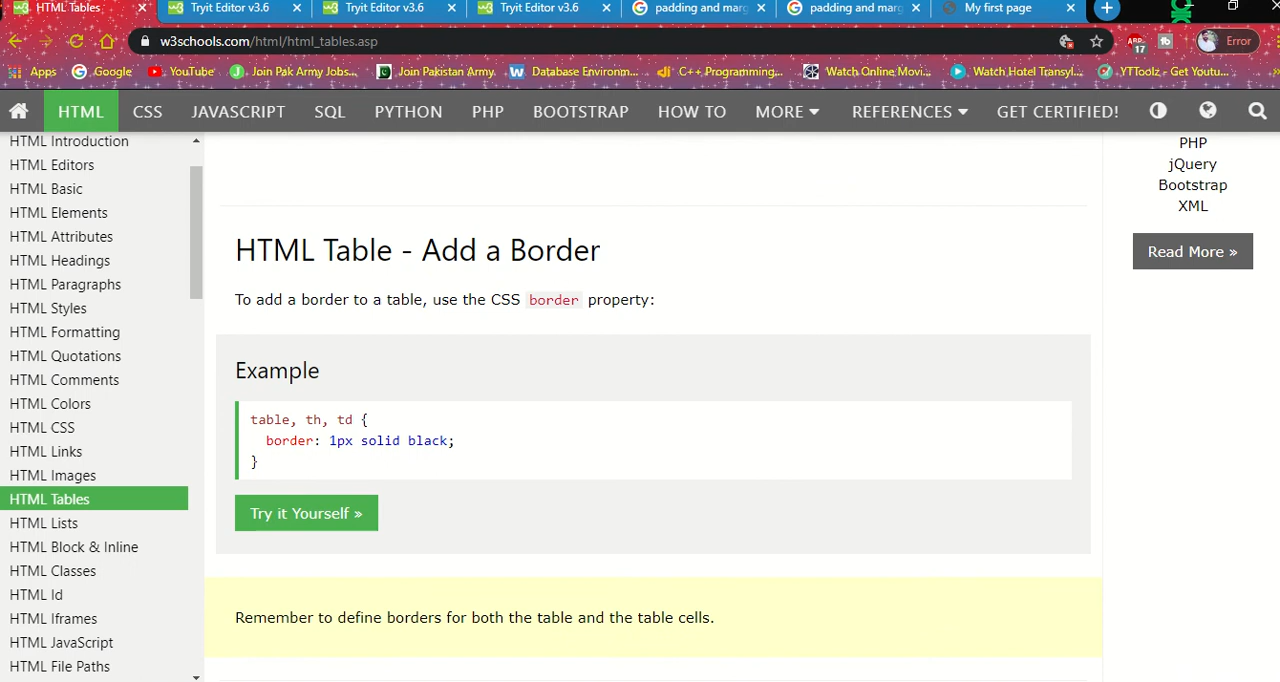 HTML Tables
Tryit Editor v3.6
Tryit Editor v3.6
Tryit Editor v3.6
padding and marg
padding and marg
My first page
w3schools.com/html/html_tables.asp
ABP
17
fb
Error
Apps
Google
YouTube
Join Pak Army Jobs...
Join Pakistan Army
Database Environm...
C++ Programming...
Watch Online Movi...
Watch Hotel Transyl...
YTToolz - Get Youtu...
HTML
CSS
JAVASCRIPT
SQL
PYTHON
PHP
BOOTSTRAP
HOW TO
MORE
REFERENCES
GET CERTIFIED!
HTML Introduction
HTML Editors
HTML Basic
HTML Elements
HTML Attributes
HTML Headings
HTML Paragraphs
HTML Styles
HTML Formatting
HTML Quotations
HTML Comments
HTML Colors
HTML CSS
HTML Links
HTML Images
HTML Tables
HTML Lists
HTML Block & Inline
HTML Classes
HTML Id
HTML Iframes
HTML JavaScript
HTML File Paths
HTML Table - Add a Border
To add a border to a table, use the CSS border property:
Example
table, th, td {
border: 1px solid black;
}
Try it Yourself »
Remember to define borders for both the table and the table cells.
PHP
jQuery
Bootstrap
XML
Read More »